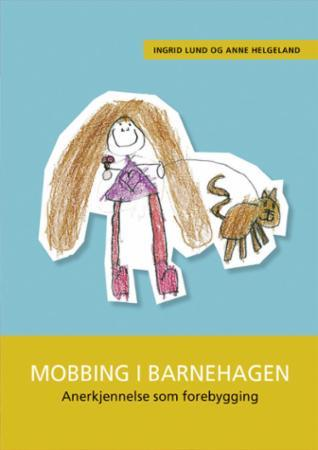 INGRID LUND OG ANNE HELGELAND
MOBBING I BARNEHAGEN
Anerkjennelse som forebygging